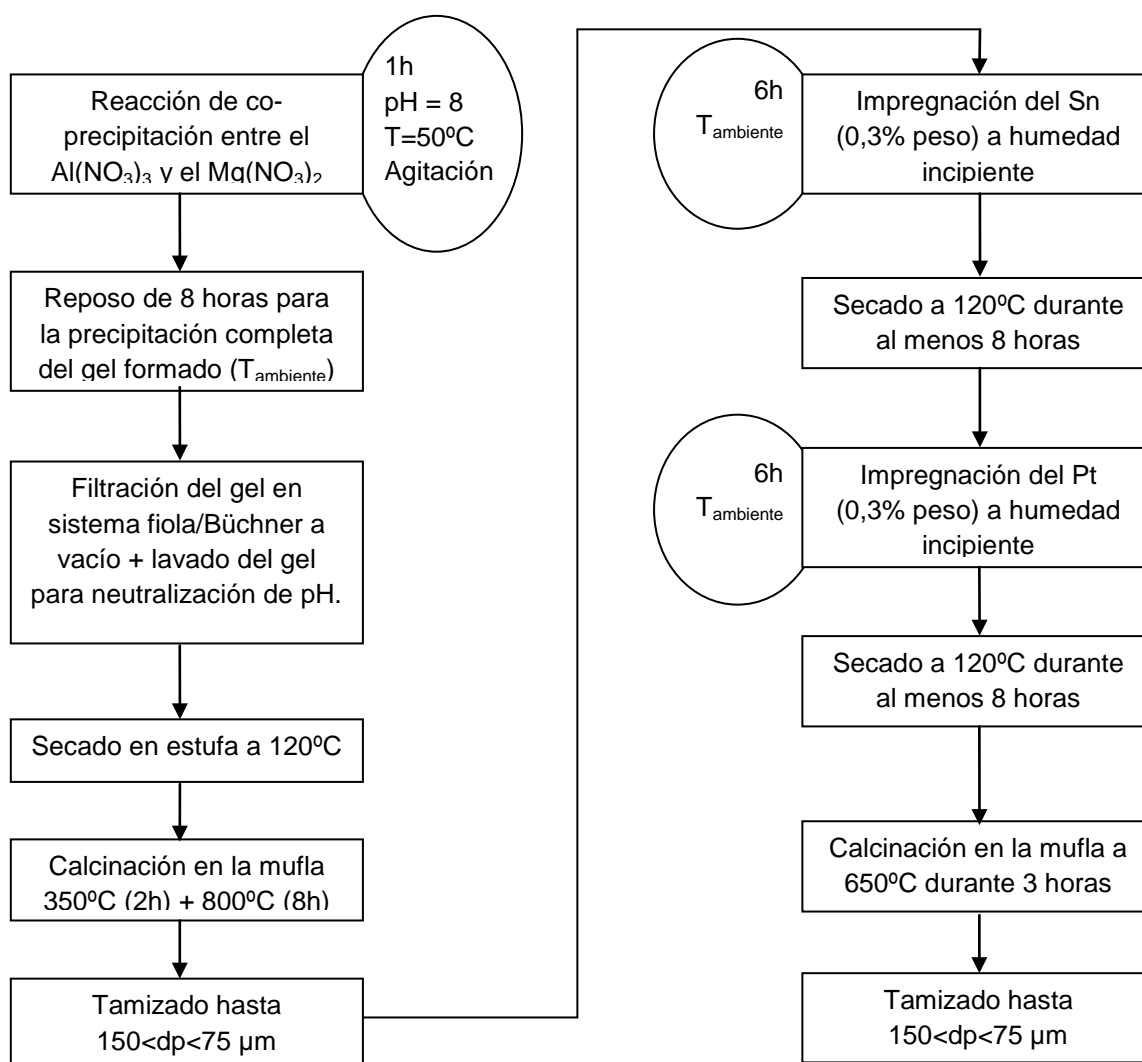 Reacción de co-
precipitación entre el
Al(NO₃)₃ y el Mg(NO₃)₂
1h
pH = 8
T=50ºC
Agitación
Reposo de 8 horas para
la precipitación completa
del gel formado (Tambiente)
Filtración del gel en
sistema fiola/Büchner a
vacío + lavado del gel
para neutralización de pH.
Secado en estufa a 120ºC
Calcinación en la mufla
350ºC (2h) + 800ºC (8h)
Tamizado hasta
150<dp<75 µm
6h
Tambiente
Impregnación del Sn
(0,3% peso) a humedad
incipiente
Secado a 120ºC durante
al menos 8 horas
6h
Tambiente
Impregnación del Pt
(0,3% peso) a humedad
incipiente
Secado a 120ºC durante
al menos 8 horas
Calcinación en la mufla a
650ºC durante 3 horas
Tamizado hasta
150<dp<75 µm